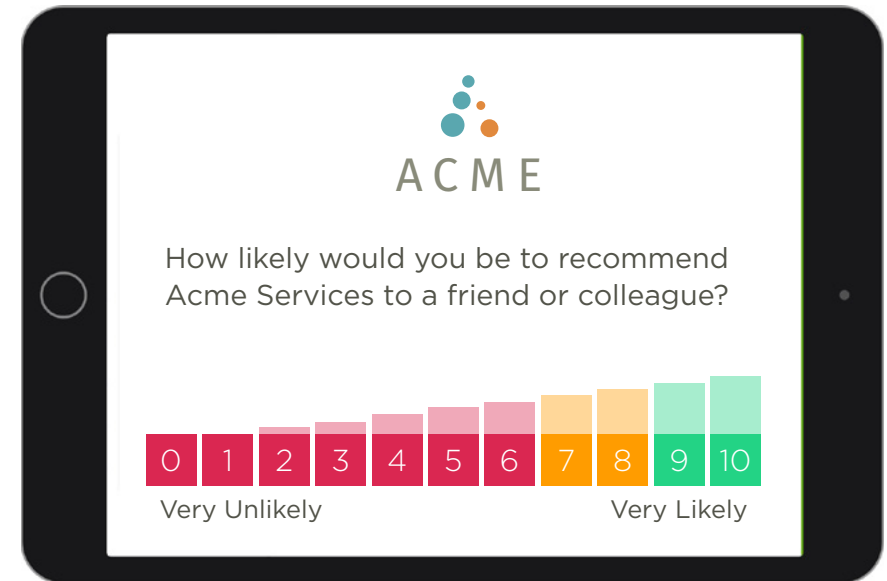 ACME
How likely would you be to recommend
Acme Services to a friend or colleague?
0 1 2 3 4 5 6 7 8 9 10
Very Unlikely Very Likely